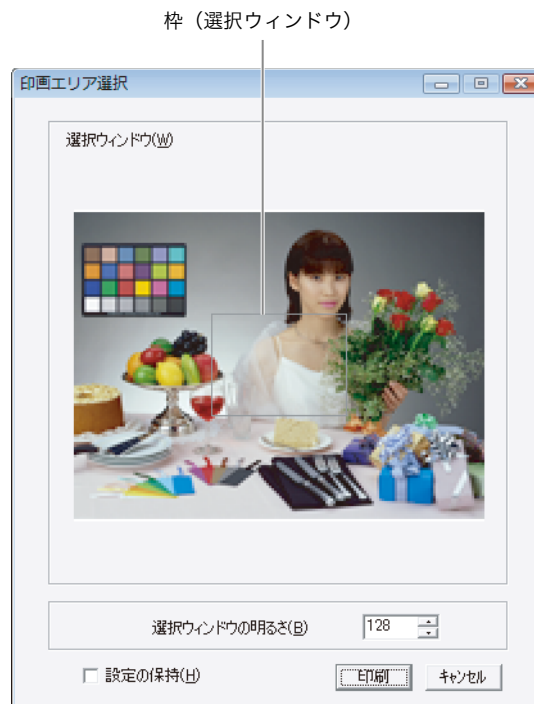 枠（選択ウィンドウ）
印画エリア選択
選択ウィンドウ(W)
選択ウィンドウの明るさ(B)
128
設定の保持(H)
印刷
キャンセル